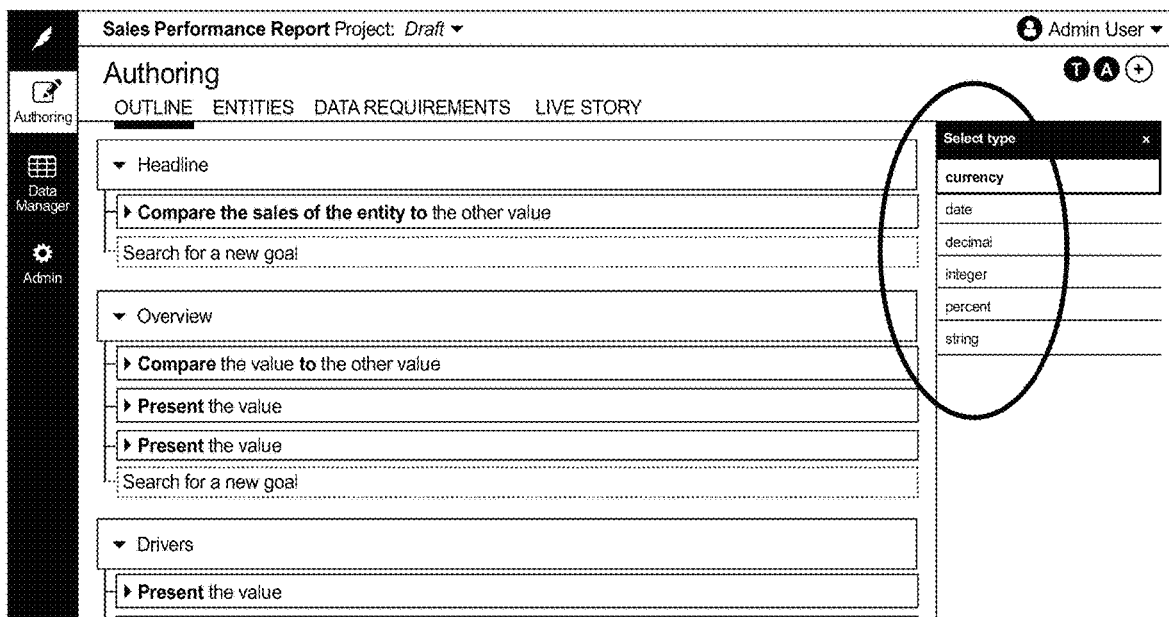 Sales Performance Report Project: Draft
Admin User
Authoring
T A +
OUTLINE ENTITIES DATA REQUIREMENTS LIVE STORY
Authoring
Data
Manager
Admin
Headline
Compare the sales of the entity to the other value
Search for a new goal
Overview
Compare the value to the other value
Present the value
Present the value
Search for a new goal
Drivers
Present the value
Select type x
currency
date
decimal
integer
percent
string